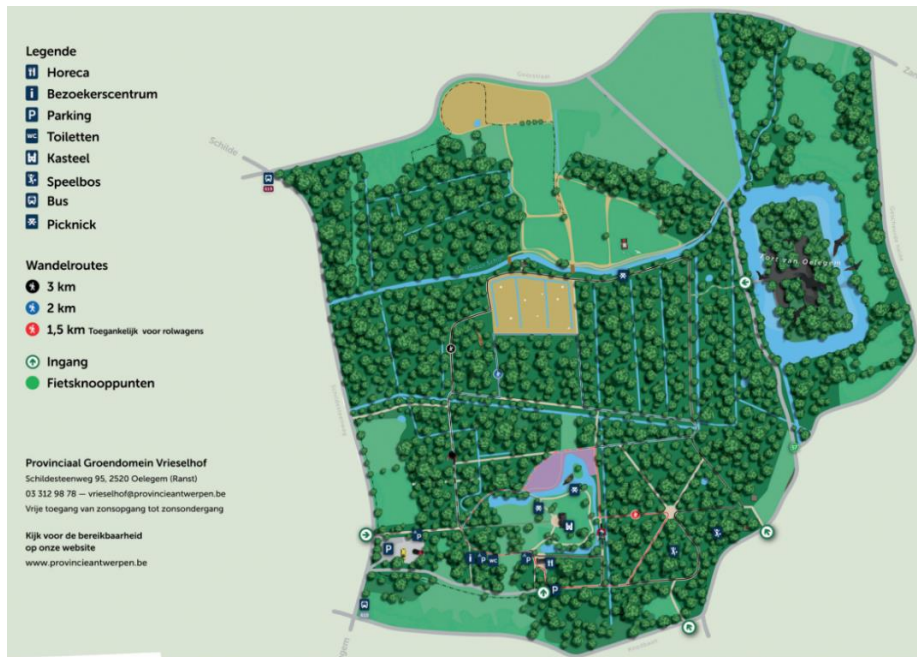 Legende
Horeca
i Bezoekerscentrum
P Parking
WC Toiletten
Kasteel
Speelbos
Bus
Picknick
Wandelroutes
3 km
2 km
1,5 km Toegankelijk voor rolwagens
Ingang
Fietsknooppunten
Provinciaal Groendomein Vrieselhof
Schildesteenweg 95, 2520 Oelegem (Ranst)
03 312 98 78 — vrieselhof@provincieantwerpen.be
Vrije toegang van zonsopgang tot zonsondergang
Kijk voor de bereikbaarheid
op onze website
www.provincieantwerpen.be
Schilde
Fort van Oelegem
P
P
i
P
WC
P
P